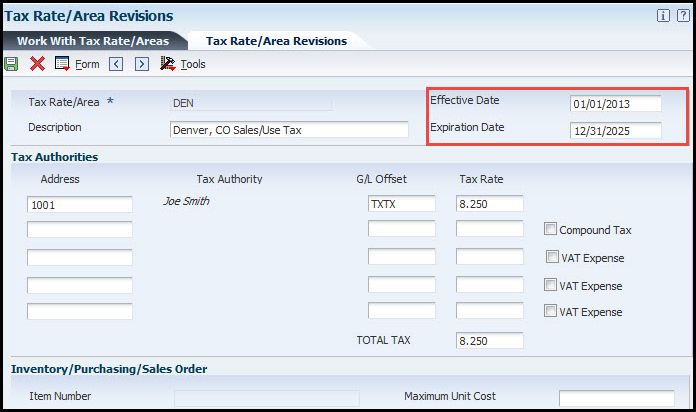 Tax Rate/Area Revisions
i ?
Work With Tax Rate/Areas Tax Rate/Area Revisions
Form < > Tools
Tax Rate/Area * DEN Effective Date 01/01/2013
Description Denver, CO Sales/Use Tax Expiration Date 12/31/2025
Tax Authorities
Address Tax Authority G/L Offset Tax Rate
1001 Joe Smith TXTX 8.250
Compound Tax
VAT Expense
VAT Expense
VAT Expense
TOTAL TAX 8.250
Inventory/Purchasing/Sales Order
Item Number Maximum Unit Cost